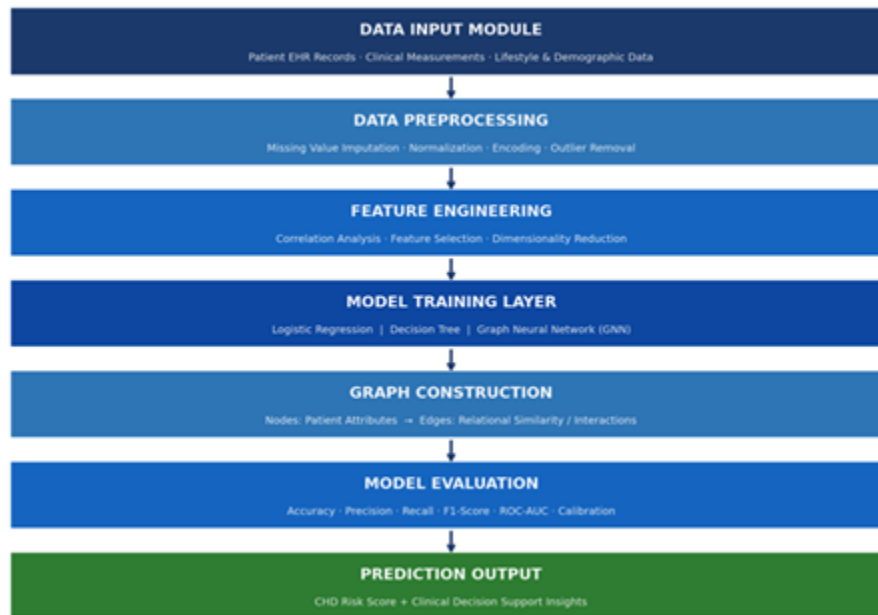 DATA INPUT MODULE
Patient EHR Records · Clinical Measurements · Lifestyle & Demographic Data
DATA PREPROCESSING
Missing Value Imputation · Normalization · Encoding · Outlier Removal
FEATURE ENGINEERING
Correlation Analysis · Feature Selection · Dimensionality Reduction
MODEL TRAINING LAYER
Logistic Regression | Decision Tree | Graph Neural Network (GNN)
GRAPH CONSTRUCTION
Nodes: Patient Attributes → Edges: Relational Similarity / Interactions
MODEL EVALUATION
Accuracy · Precision · Recall · F1-Score · ROC-AUC · Calibration
PREDICTION OUTPUT
CHD Risk Score + Clinical Decision Support Insights